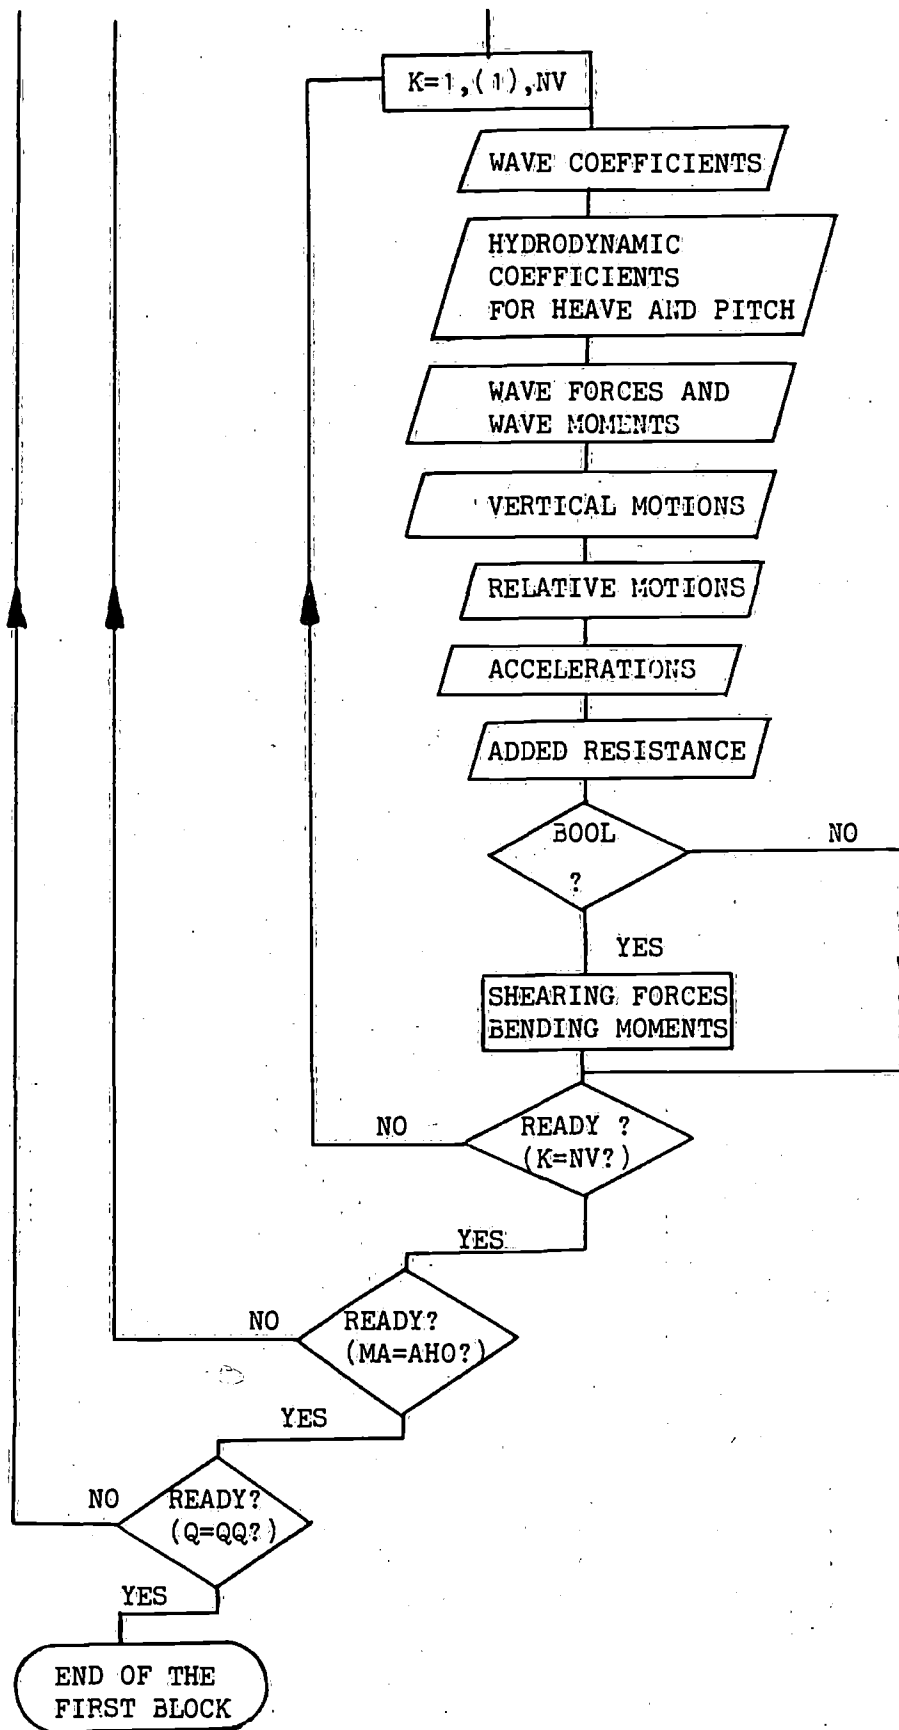 K=1,(1),NV
WAVE COEFFICIENTS
HYDRODYNAMIC
COEFFICIENTS
FOR HEAVE AND PITCH
WAVE FORCES AND
WAVE MOMENTS
VERTICAL MOTIONS
RELATIVE MOTIONS
ACCELERATIONS
ADDED RESISTANCE
BOOL
?
NO
YES
SHEARING FORCES
BENDING MOMENTS
NO
READY ?
(K=NV?)
YES
NO
READY?
(MA=AHO?)
YES
NO
READY?
(Q=QQ?)
YES
END OF THE
FIRST BLOCK